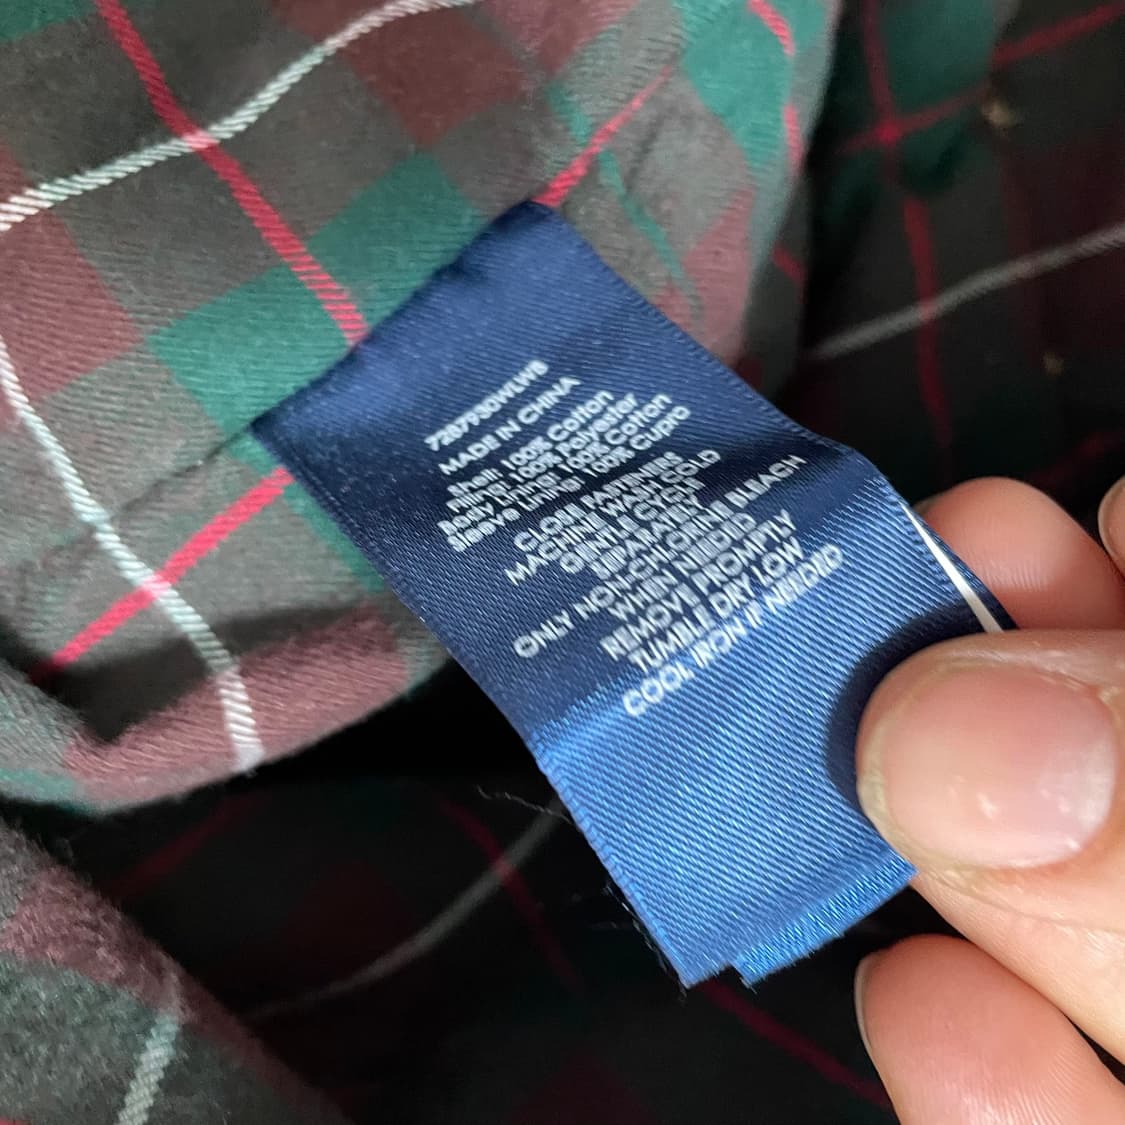 MADE IN CHINA
Shell: 100% Cotton
Filling: 100% Polyester
Body Lining: 100% Cotton
Sleeve Lining: 100% Cupro
CLOSE FASTENERS
MACHINE WASH COLD
GENTLE CYCLE
SEPARATELY
ONLY NON-CHLORINE BLEACH
WHEN NEEDED
REMOVE PROMPTLY
TUMBLE DRY LOW
COOL IRON IF NEEDED